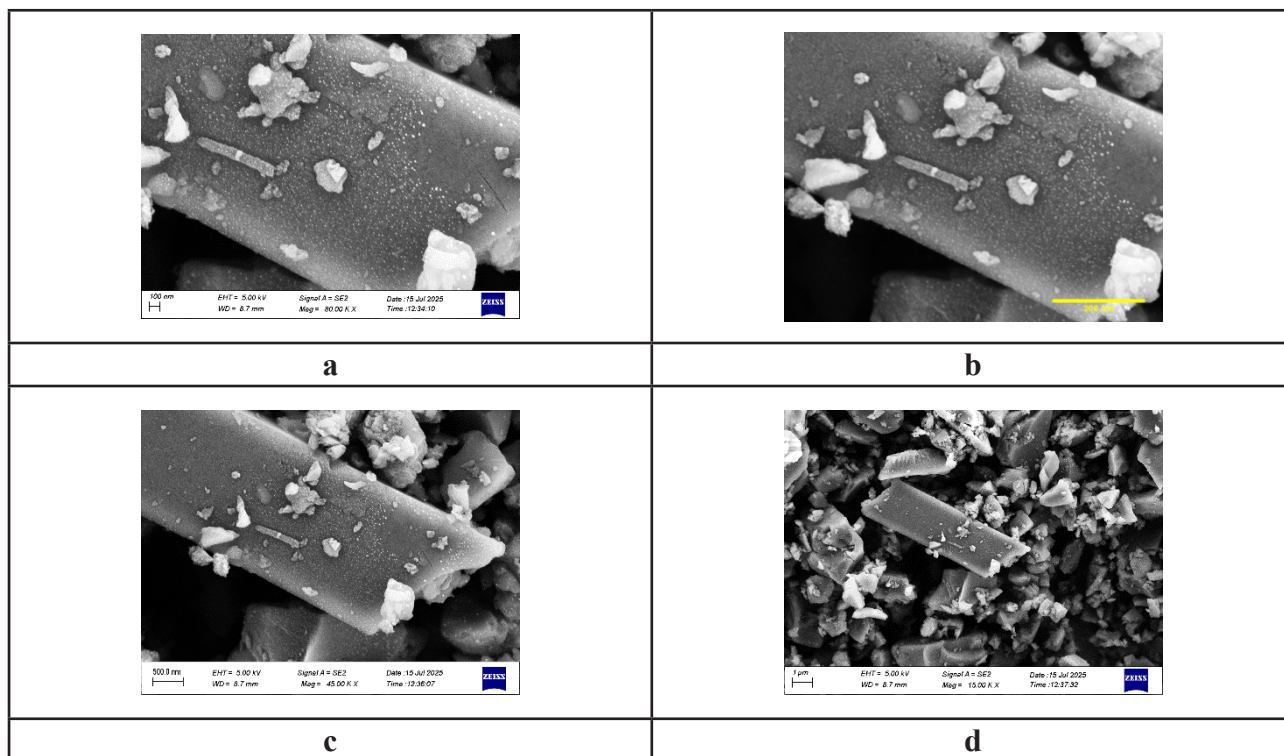 100 nm EHT = 5.00 kV Signal A = SE2 Date :15 Jul 2025 ZEISS
WD = 8.7 mm Mag = 80.00 K X Time :12:34:10
a
b
500.0 nm EHT = 5.00 kV Signal A = SE2 Date :15 Jul 2025 ZEISS
WD = 8.7 mm Mag = 45.00 K X Time :12:36:07
1 µm EHT = 5.00 kV Signal A = SE2 Date :15 Jul 2025 ZEISS
WD = 8.7 mm Mag = 15.00 K X Time :12:37:32
c
d